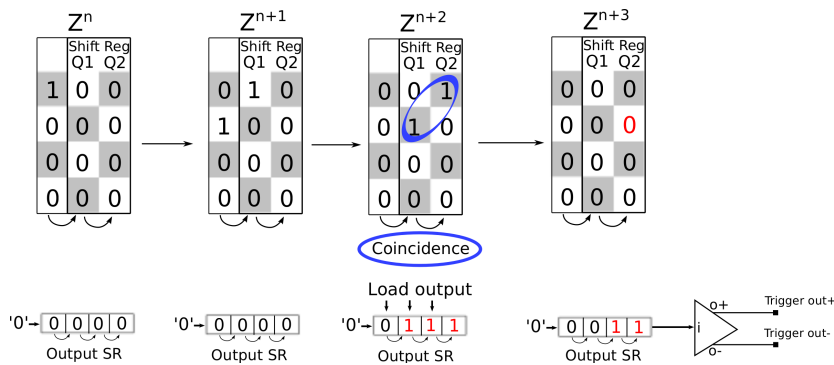 Zⁿ Zⁿ⁺¹ Zⁿ⁺² Zⁿ⁺³
Shift Reg Shift Reg Shift Reg Shift Reg
Q1 Q2 Q1 Q2 Q1 Q2 Q1 Q2
1 0 0 0 1 0 0 0 1 0 0 0
0 0 0 1 0 0 0 1 0 0 0 0
0 0 0 0 0 0 0 0 0 0 0 0
0 0 0 0 0 0 0 0 0 0 0 0
Coincidence
Load output
'0' 0 0 0 0 '0' 0 0 0 0 '0' 0 1 1 1 '0' 0 0 1 1 i o+ Trigger out+
o- Trigger out-
Output SR Output SR Output SR Output SR